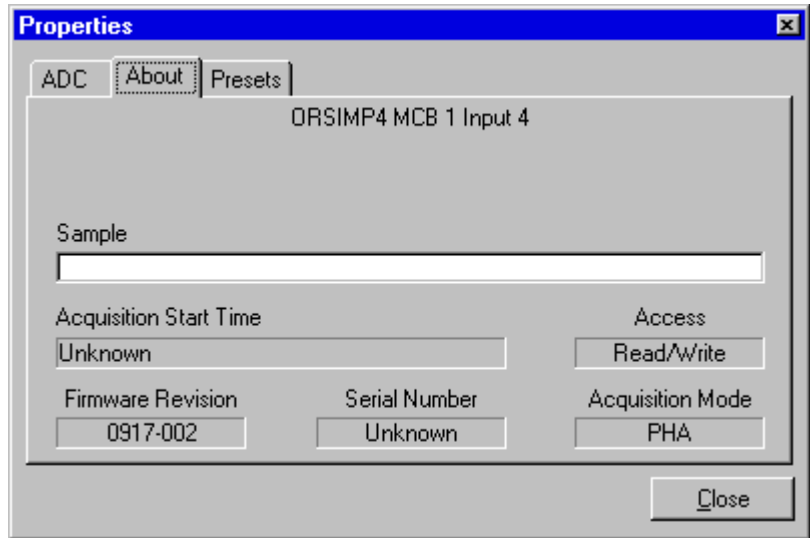 Properties
ADC About Presets
ORSIMP4 MCB 1 Input 4
Sample
Acquisition Start Time Access
Unknown Read/Write
Firmware Revision Serial Number Acquisition Mode
0917-002 Unknown PHA
Close